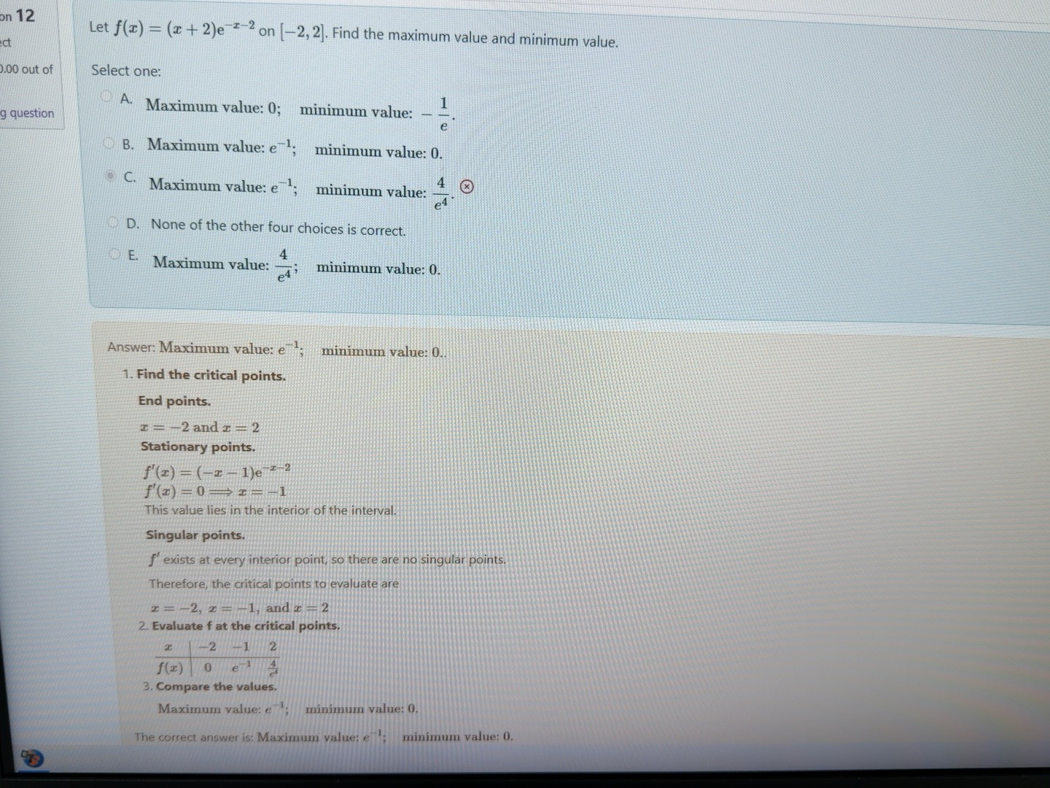 on 12
ect
0.00 out of
g question
Let f(x) = (x + 2)e^{-x-2} on [-2, 2]. Find the maximum value and minimum value.
Select one:
A. Maximum value: 0; minimum value: -1/e.
B. Maximum value: e^{-1}; minimum value: 0.
C. Maximum value: e^{-1}; minimum value: 4/e^4.
D. None of the other four choices is correct.
E. Maximum value: 4/e^4; minimum value: 0.
Answer: Maximum value: e^{-1}; minimum value: 0..
1. Find the critical points.
End points.
x = -2 and x = 2
Stationary points.
f'(x) = (-x - 1)e^{-x-2}
f'(x) = 0 ⟹ x = -1
This value lies in the interior of the interval.
Singular points.
f' exists at every interior point, so there are no singular points.
Therefore, the critical points to evaluate are
x = -2, x = -1, and x = 2
2. Evaluate f at the critical points.
x | -2 -1 2
f(x) | 0 e^{-1} 4/e^4
3. Compare the values.
Maximum value: e^{-1}; minimum value: 0.
The correct answer is: Maximum value: e^{-1}; minimum value: 0.